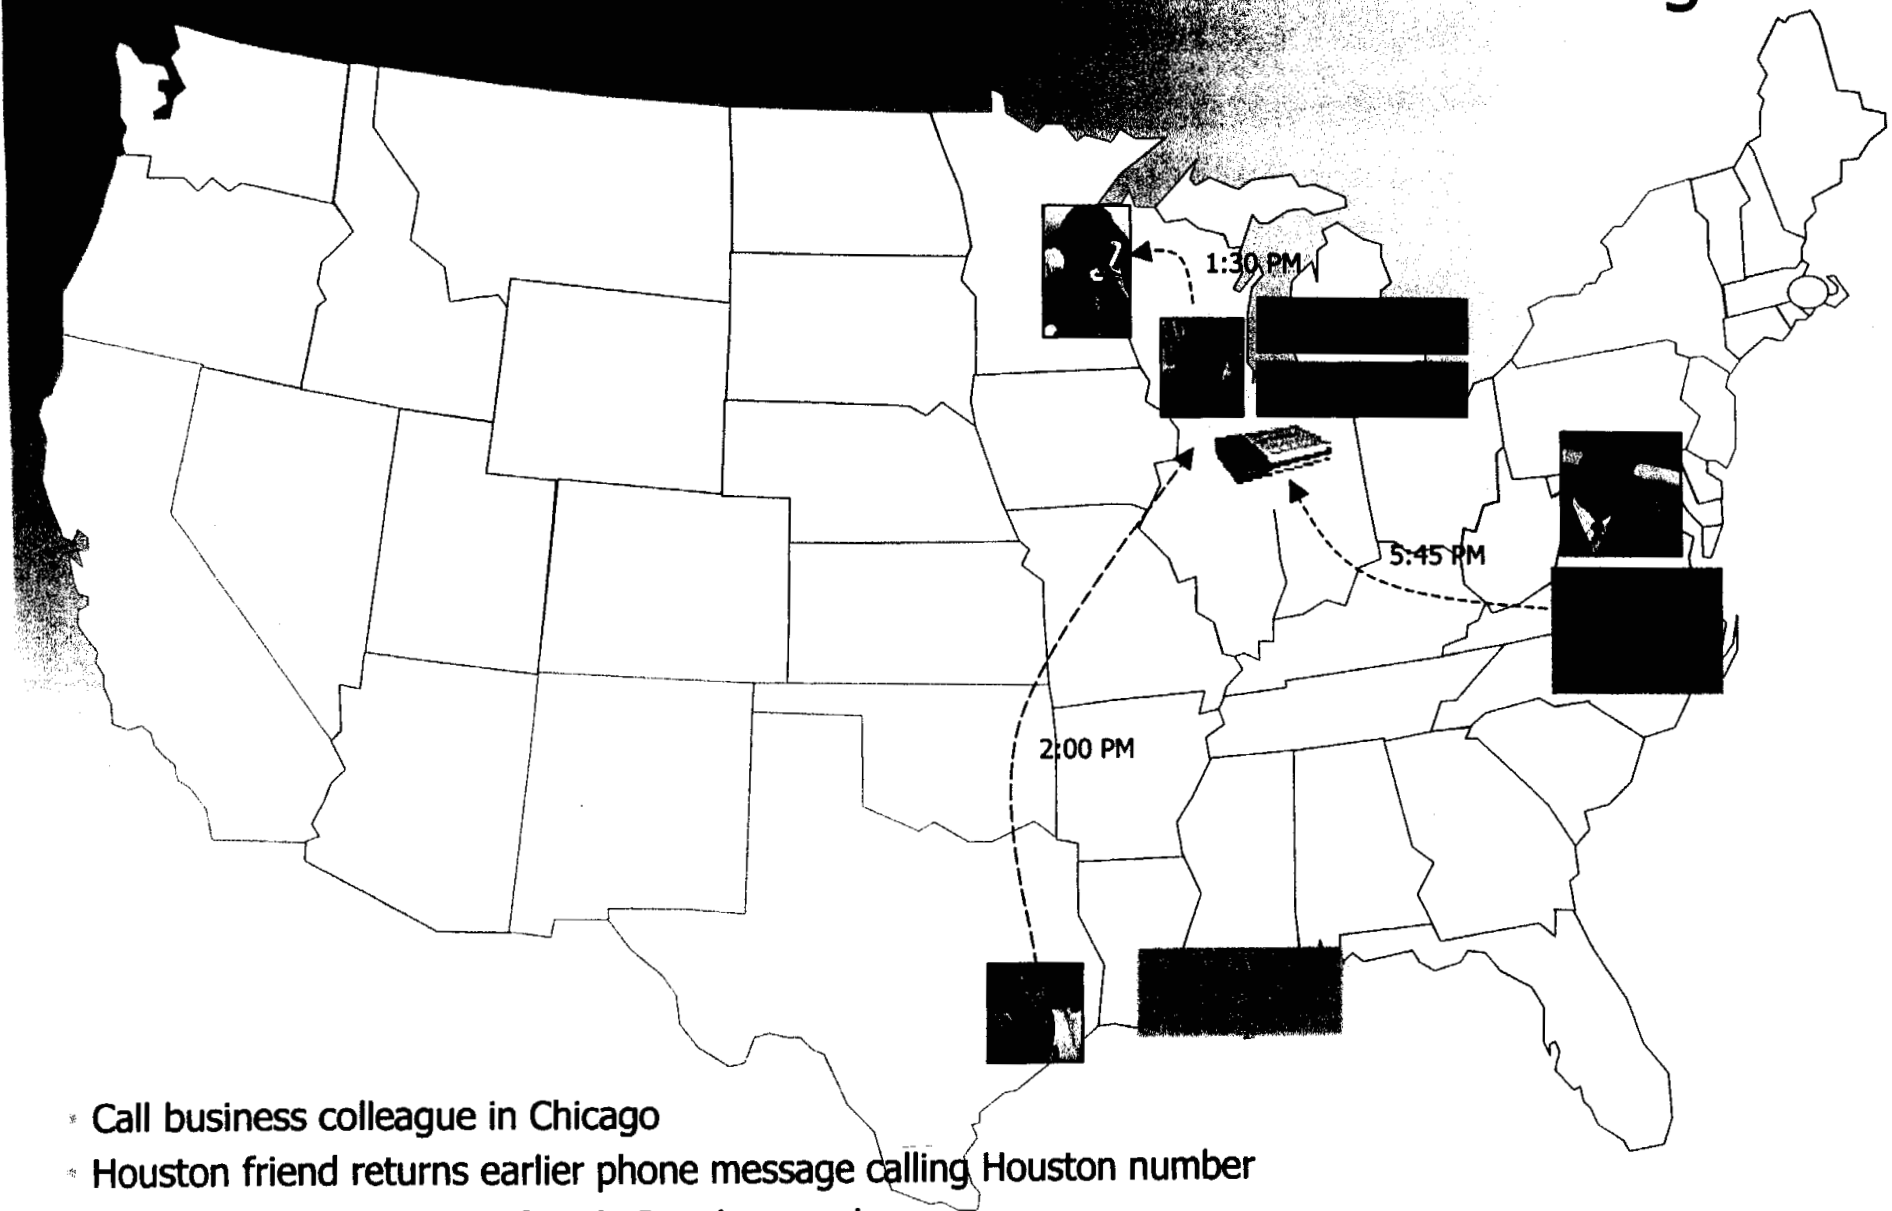 1:30 PM
5:45 PM
2:00 PM
Call business colleague in Chicago
Houston friend returns earlier phone message calling Houston number